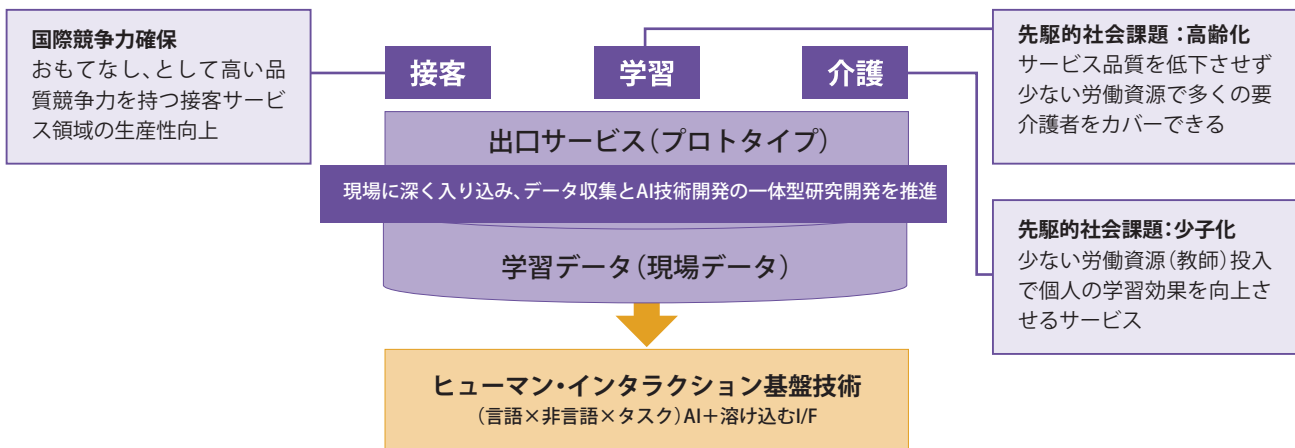 国際競争力確保
おもてなし、として高い品
質競争力を持つ接客サービ
ス領域の生産性向上
接客
学習
介護
先駆的社会課題：高齢化
サービス品質を低下させず
少ない労働資源で多くの要
介護者をカバーできる
出口サービス（プロトタイプ）
現場に深く入り込み、データ収集とAI技術開発の一体型研究開発を推進
学習データ（現場データ）
先駆的社会課題：少子化
少ない労働資源（教師）投入
で個人の学習効果を向上さ
せるサービス
ヒューマン・インタラクション基盤技術
（言語×非言語×タスク）AI＋溶け込むI/F